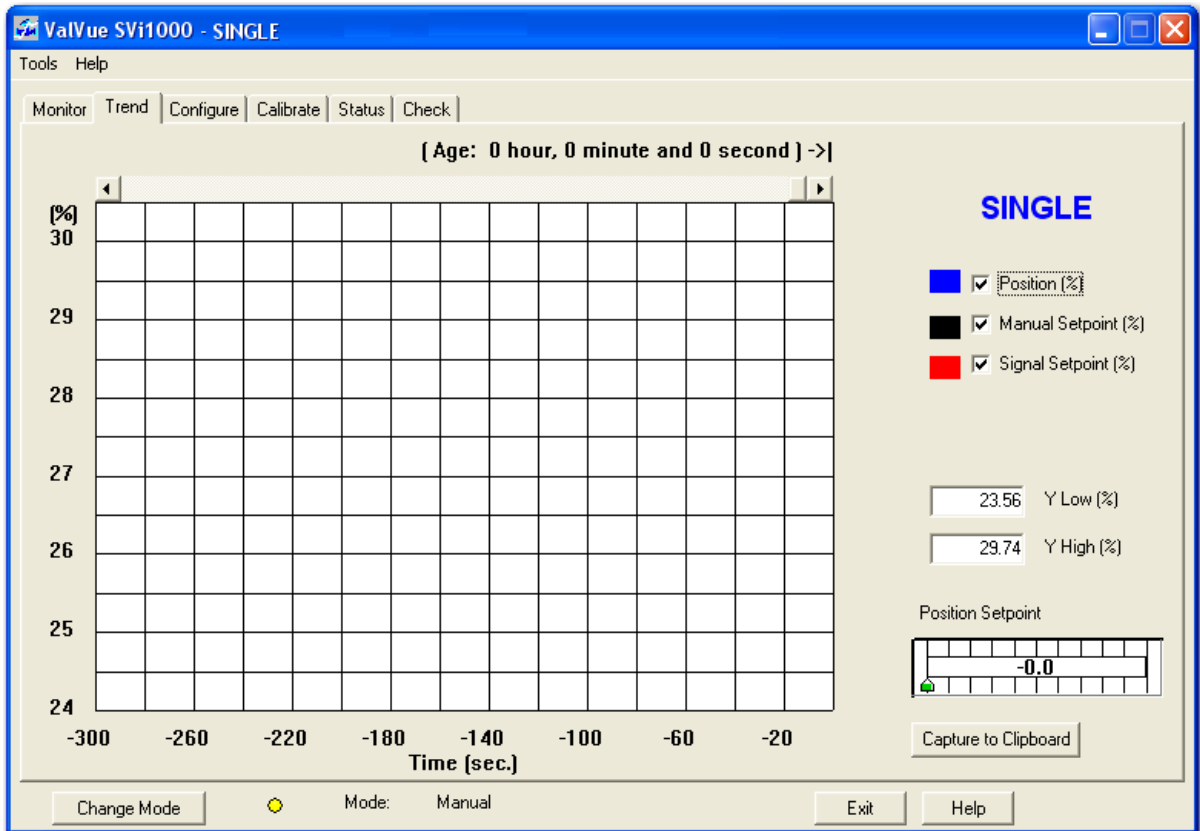 ValVue SVi1000 - SINGLE
Tools Help
Monitor Trend Configure Calibrate Status Check
( Age: 0 hour, 0 minute and 0 second ) ->|
(%)
30
29
28
27
26
25
24
-300 -260 -220 -180 -140 -100 -60 -20
Time (sec.)
SINGLE
Position (%)
Manual Setpoint (%)
Signal Setpoint (%)
23.56 Y Low (%)
29.74 Y High (%)
Position Setpoint
-0.0
Capture to Clipboard
Change Mode Mode: Manual Exit Help